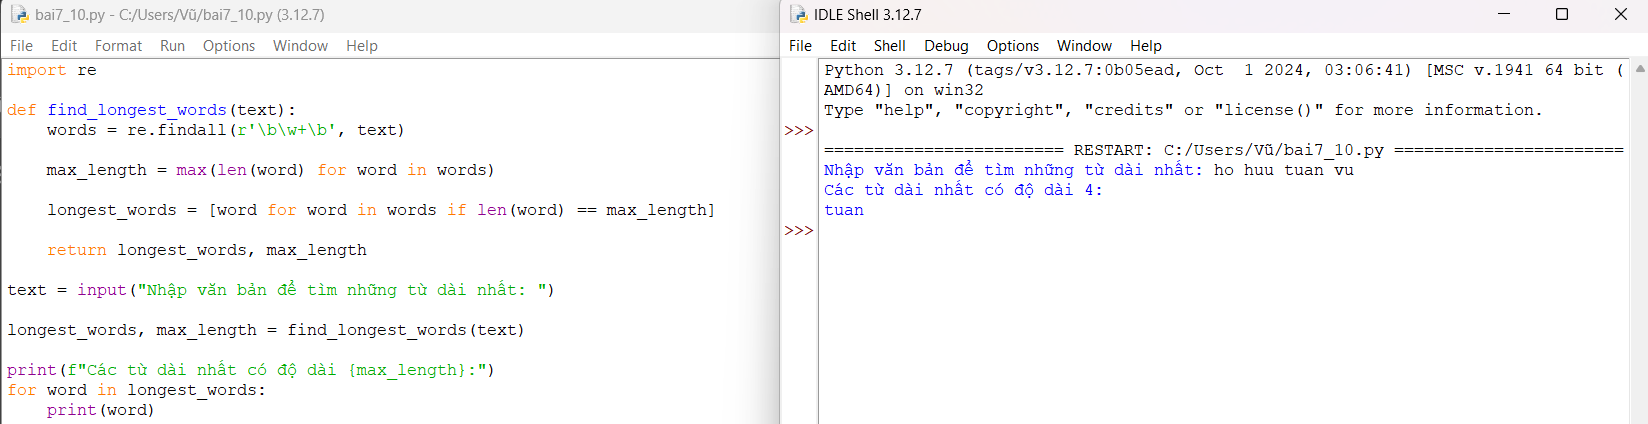 bai7_10.py - C:/Users/Vũ/bai7_10.py (3.12.7)
File Edit Format Run Options Window Help
import re
def find_longest_words(text):
    words = re.findall(r'\b\w+\b', text)
    max_length = max(len(word) for word in words)
    longest_words = [word for word in words if len(word) == max_length]
    return longest_words, max_length
text = input("Nhập văn bản để tìm những từ dài nhất: ")
longest_words, max_length = find_longest_words(text)
print(f"Các từ dài nhất có độ dài {max_length}:")
for word in longest_words:
    print(word)
IDLE Shell 3.12.7
File Edit Shell Debug Options Window Help
Python 3.12.7 (tags/v3.12.7:0b05ead, Oct  1 2024, 03:06:41) [MSC v.1941 64 bit (
AMD64)] on win32
Type "help", "copyright", "credits" or "license()" for more information.
>>>
======================== RESTART: C:/Users/Vũ/bai7_10.py =======================
Nhập văn bản để tìm những từ dài nhất: ho huu tuan vu
Các từ dài nhất có độ dài 4:
tuan
>>>